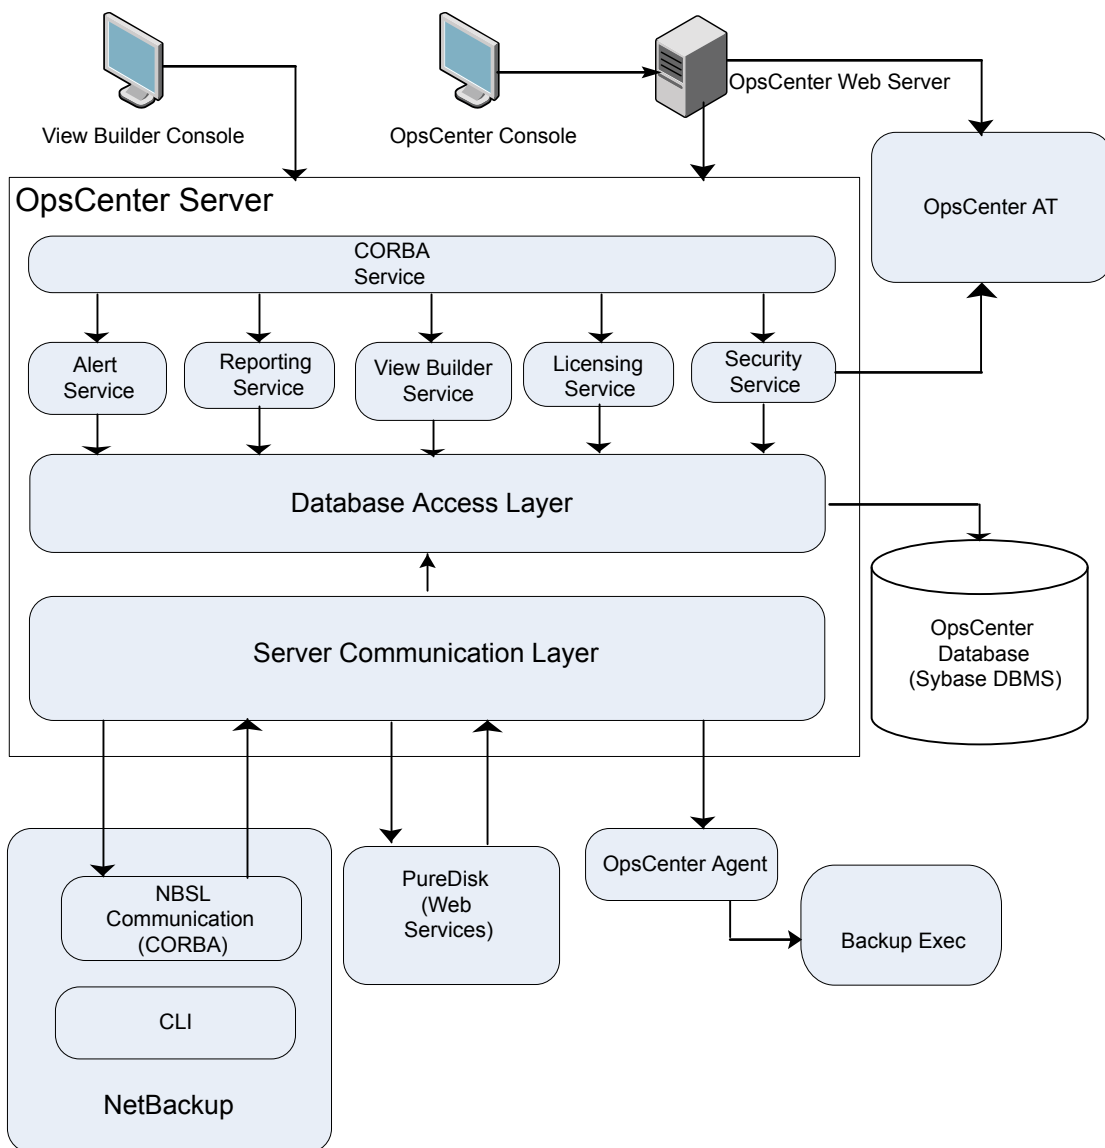 View Builder Console
OpsCenter Console
OpsCenter Web Server
OpsCenter AT
OpsCenter Server
CORBA
Service
Alert
Service
Reporting
Service
View Builder
Service
Licensing
Service
Security
Service
Database Access Layer
OpsCenter
Database
(Sybase DBMS)
Server Communication Layer
NBSL
Communication
(CORBA)
CLI
NetBackup
PureDisk
(Web
Services)
OpsCenter Agent
Backup Exec